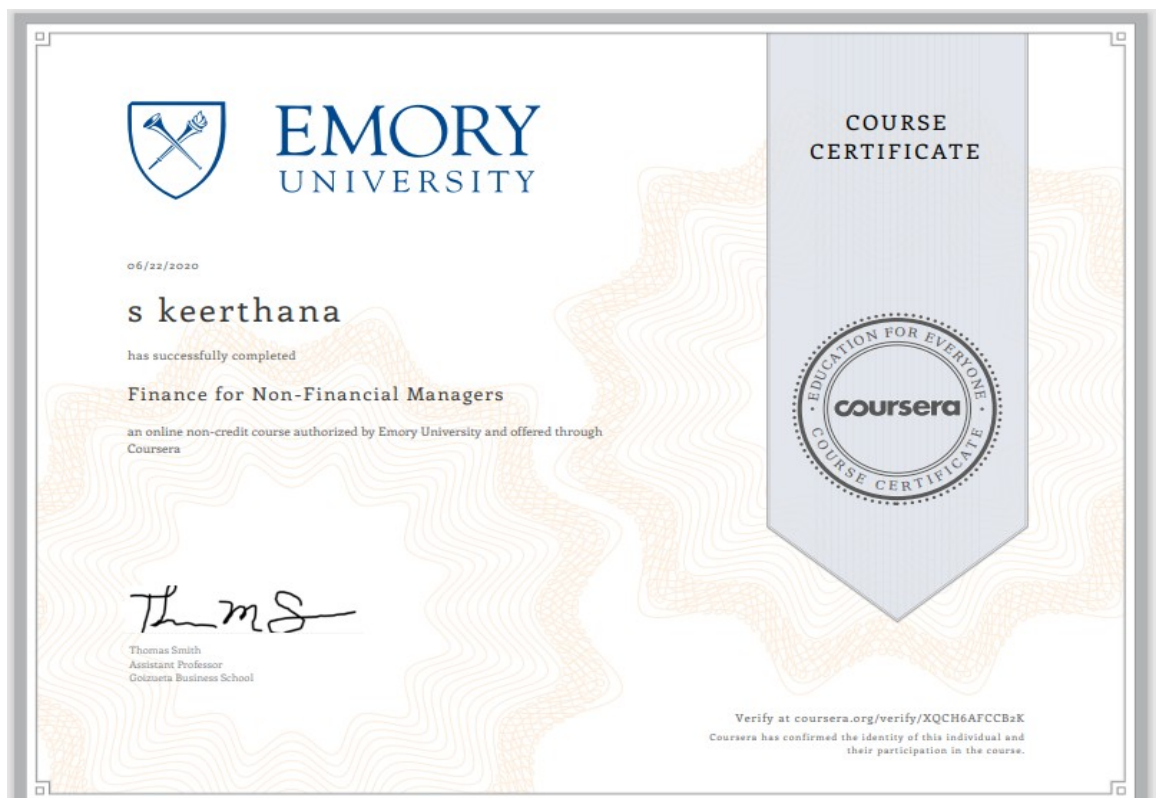 EMORY
UNIVERSITY
COURSE
CERTIFICATE
06/22/2020
s keerthana
has successfully completed
Finance for Non-Financial Managers
an online non-credit course authorized by Emory University and offered through
Coursera
EDUCATION FOR EVERYONE
coursera
COURSE CERTIFICATE
Thomas Smith
Assistant Professor
Goizueta Business School
Verify at coursera.org/verify/XQCH6AFCCB2K
Coursera has confirmed the identity of this individual and
their participation in the course.